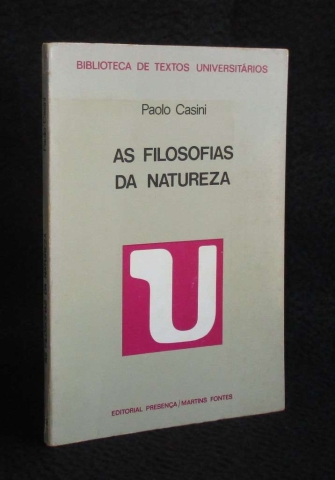 BIBLIOTECA DE TEXTOS UNIVERSITÁRIOS
Paolo Casini
AS FILOSOFIAS
DA NATUREZA
U
EDITORIAL PRESENÇA/MARTINS FONTES